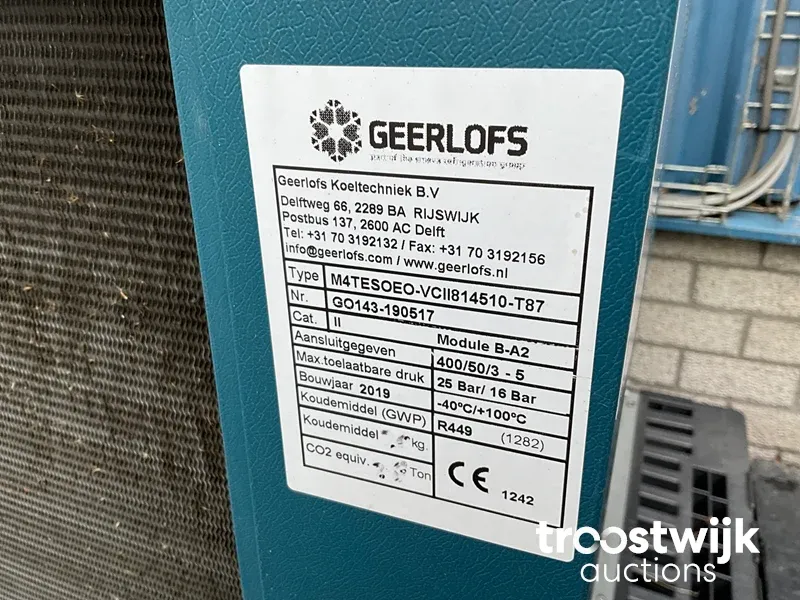 GEERLOFS
part of the smeva refrigeration group
Geerlofs Koeltechniek B.V
Delftweg 66, 2289 BA RIJSWIJK
Postbus 137, 2600 AC Delft
Tel: +31 70 3192132 / Fax: +31 70 3192156
info@geerlofs.com / www.geerlofs.nl
Type M4TESOEO-VCII814510-T87
Nr. GO143-190517
Cat. II Module B-A2
Aansluitgegeven 400/50/3 - 5
Max.toelaatbare druk 25 Bar/ 16 Bar
Bouwjaar 2019 -40ºC/+100ºC
Koudemiddel (GWP) R449 (1282)
Koudemiddel kg.
CO2 equiv. Ton
CE 1242
troostwijk
auctions